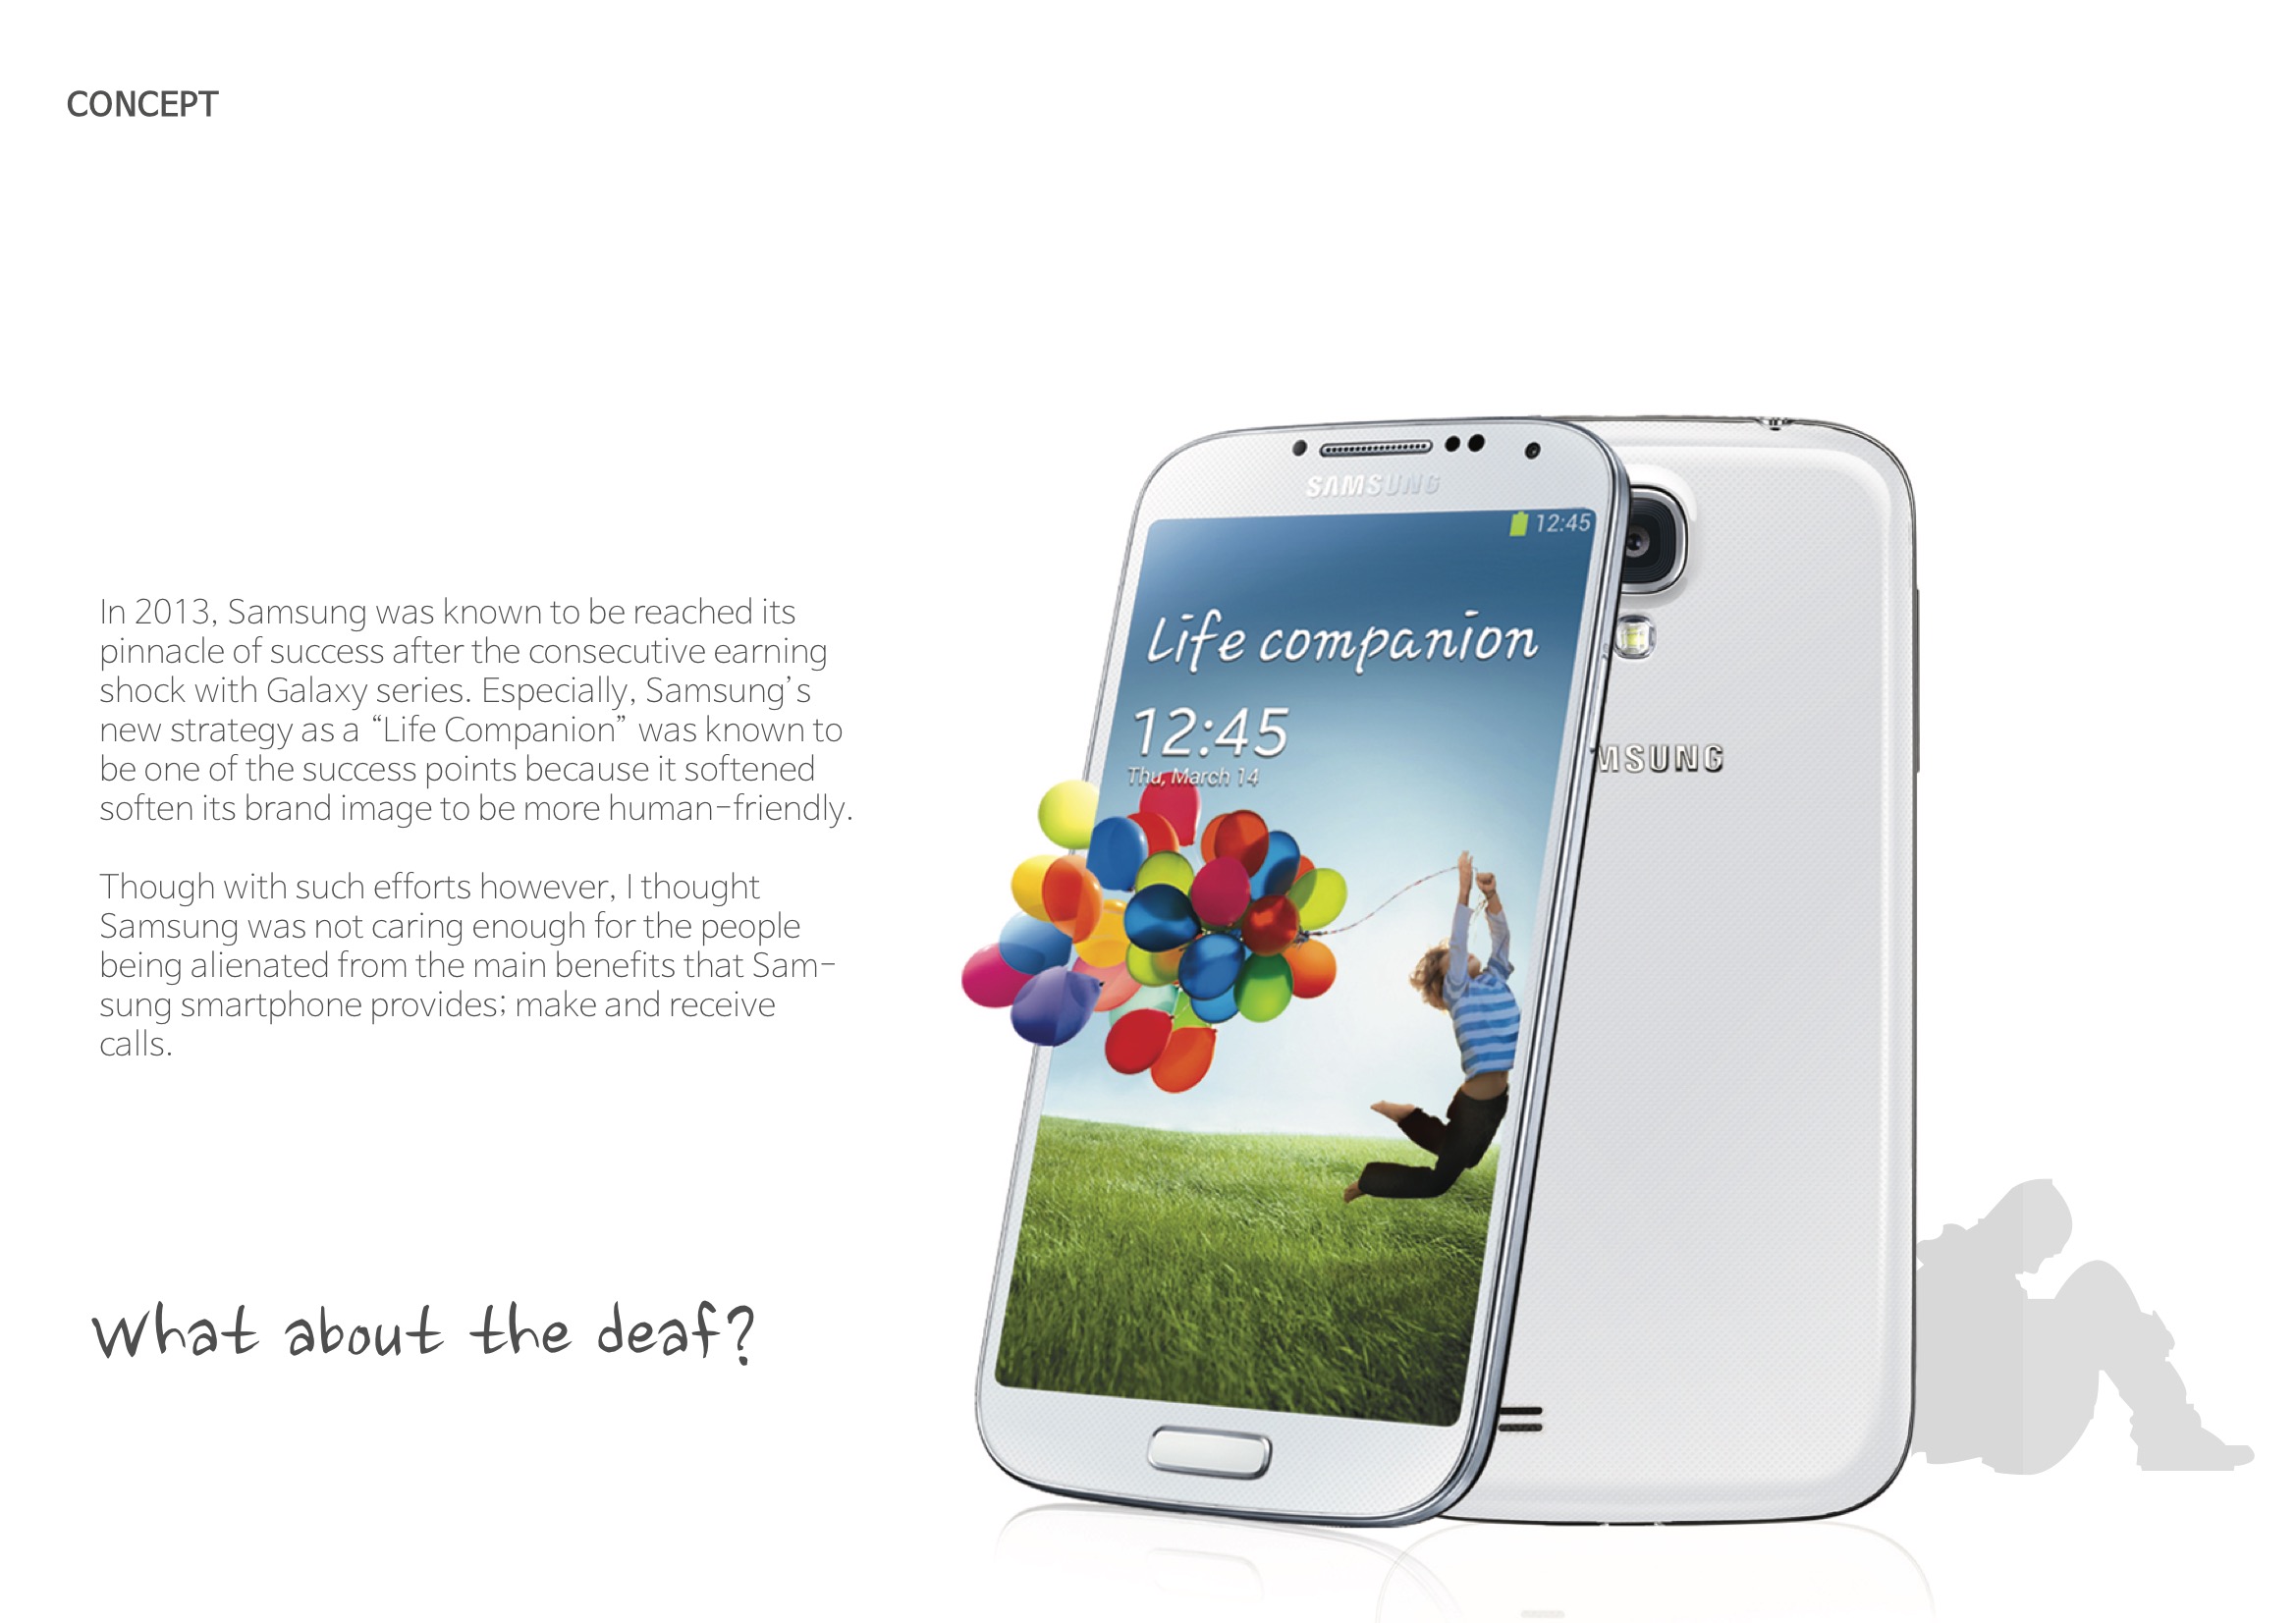 CONCEPT
In 2013, Samsung was known to be reached its
pinnacle of success after the consecutive earning
shock with Galaxy series. Especially, Samsung’s
new strategy as a “Life Companion” was known to
be one of the success points because it softened
soften its brand image to be more human-friendly.
Though with such efforts however, I thought
Samsung was not caring enough for the people
being alienated from the main benefits that Sam-
sung smartphone provides; make and receive
calls.
What about the deaf?
SAMSUNG
12:45
Life companion
12:45
Thu, March 14
MSUNG